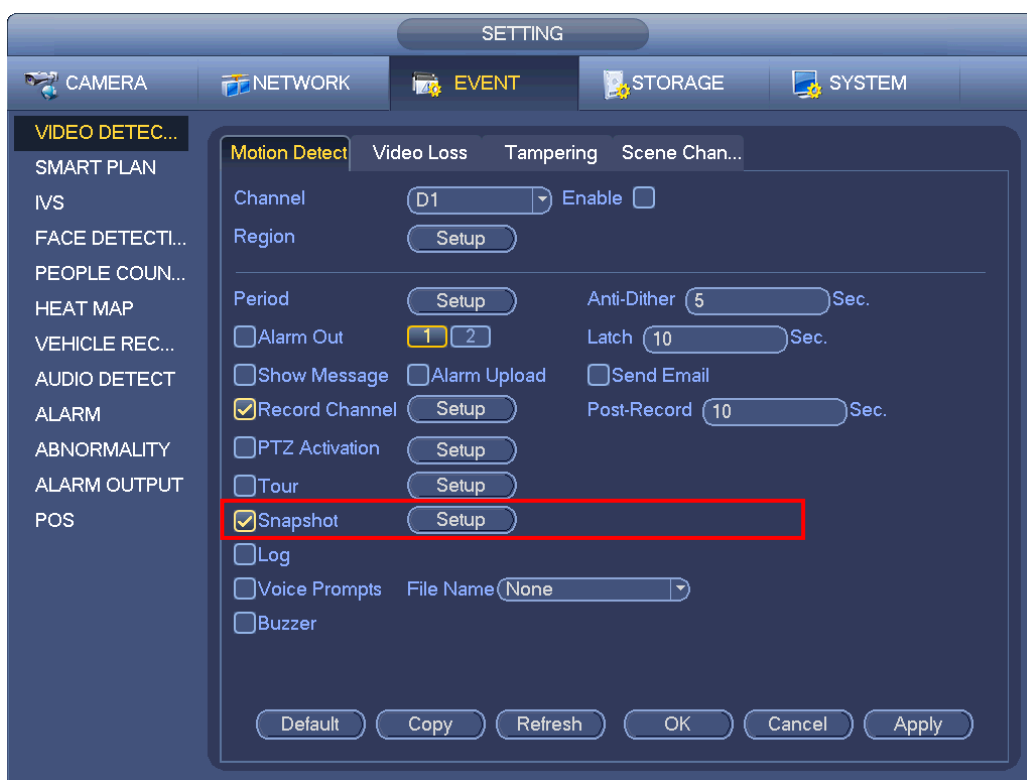 SETTING
CAMERA NETWORK EVENT STORAGE SYSTEM
VIDEO DETEC...
SMART PLAN
IVS
FACE DETECTI...
PEOPLE COUN...
HEAT MAP
VEHICLE REC...
AUDIO DETECT
ALARM
ABNORMALITY
ALARM OUTPUT
POS
Motion Detect Video Loss Tampering Scene Chan...
Channel D1 Enable
Region Setup
Period Setup Anti-Dither 5 Sec.
Alarm Out 1 2 Latch 10 Sec.
Show Message Alarm Upload Send Email
Record Channel Setup Post-Record 10 Sec.
PTZ Activation Setup
Tour Setup
Snapshot Setup
Log
Voice Prompts File Name None
Buzzer
Default Copy Refresh OK Cancel Apply